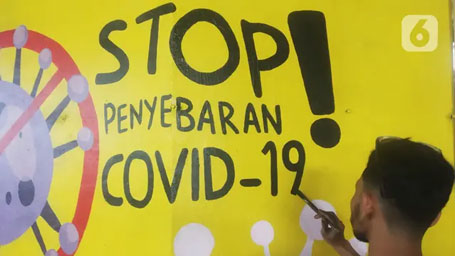 STOP!
PENYEBARAN
COVID-19
6